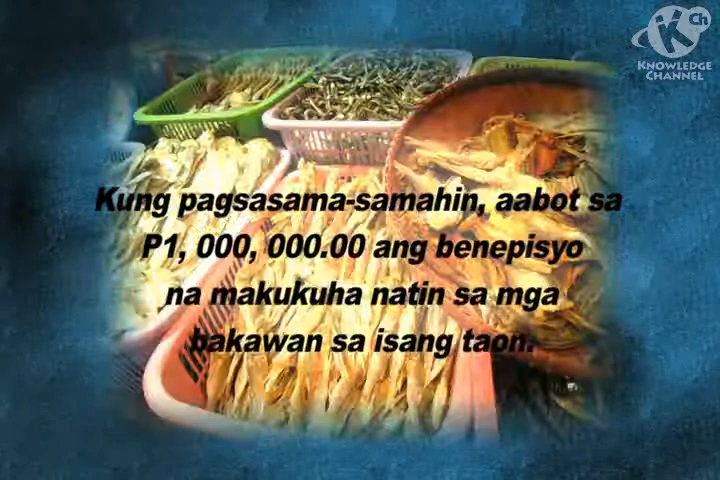 Ch
KNOWLEDGE
CHANNEL
Kung pagsasama-samahin, aabot sa
P1, 000, 000.00 ang benepisyo
na makukuha natin sa mga
bakawan sa isang taon.